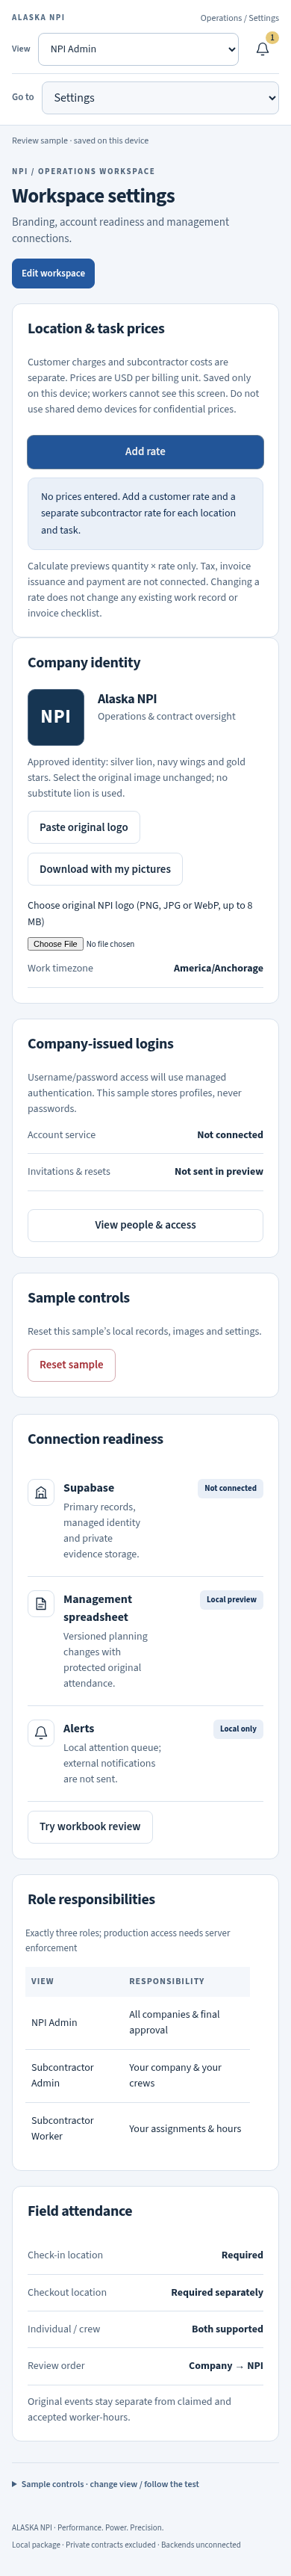 ALASKA NPI
Operations / Settings
View
NPI Admin
1
Go to
Settings
Review sample · saved on this device
NPI / OPERATIONS WORKSPACE
Workspace settings
Branding, account readiness and management
connections.
Edit workspace
Location & task prices
Customer charges and subcontractor costs are
separate. Prices are USD per billing unit. Saved only
on this device; workers cannot see this screen. Do not
use shared demo devices for confidential prices.
Add rate
No prices entered. Add a customer rate and a
separate subcontractor rate for each location
and task.
Calculate previews quantity × rate only. Tax, invoice
issuance and payment are not connected. Changing a
rate does not change any existing work record or
invoice checklist.
Company identity
NPI
Alaska NPI
Operations & contract oversight
Approved identity: silver lion, navy wings and gold
stars. Select the original image unchanged; no
substitute lion is used.
Paste original logo
Download with my pictures
Choose original NPI logo (PNG, JPG or WebP, up to 8
MB)
Choose File No file chosen
Work timezone
America/Anchorage
Company-issued logins
Username/password access will use managed
authentication. This sample stores profiles, never
passwords.
Account service
Not connected
Invitations & resets
Not sent in preview
View people & access
Sample controls
Reset this sample's local records, images and settings.
Reset sample
Connection readiness
Supabase
Not connected
Primary records,
managed identity
and private
evidence storage.
Management
spreadsheet
Local preview
Versioned planning
changes with
protected original
attendance.
Alerts
Local only
Local attention queue;
external notifications
are not sent.
Try workbook review
Role responsibilities
Exactly three roles; production access needs server
enforcement
VIEW
RESPONSIBILITY
NPI Admin
All companies & final
approval
Subcontractor
Admin
Your company & your
crews
Subcontractor
Worker
Your assignments & hours
Field attendance
Check-in location
Required
Checkout location
Required separately
Individual / crew
Both supported
Review order
Company → NPI
Original events stay separate from claimed and
accepted worker-hours.
Sample controls · change view / follow the test
ALASKA NPI · Performance. Power. Precision.
Local package · Private contracts excluded · Backends unconnected